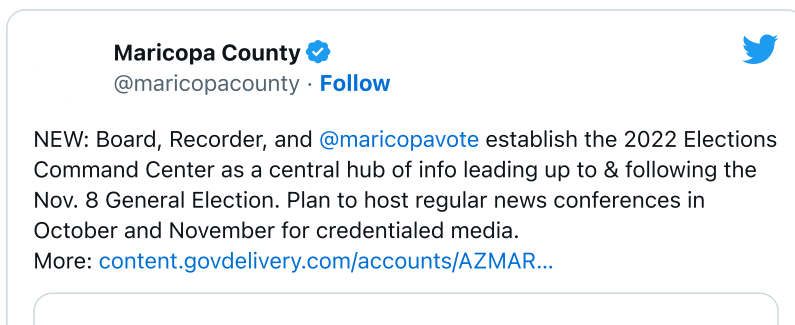 Maricopa County
@maricopacounty · Follow
NEW: Board, Recorder, and @maricopavote establish the 2022 Elections
Command Center as a central hub of info leading up to & following the
Nov. 8 General Election. Plan to host regular news conferences in
October and November for credentialed media.
More: content.govdelivery.com/accounts/AZMAR…